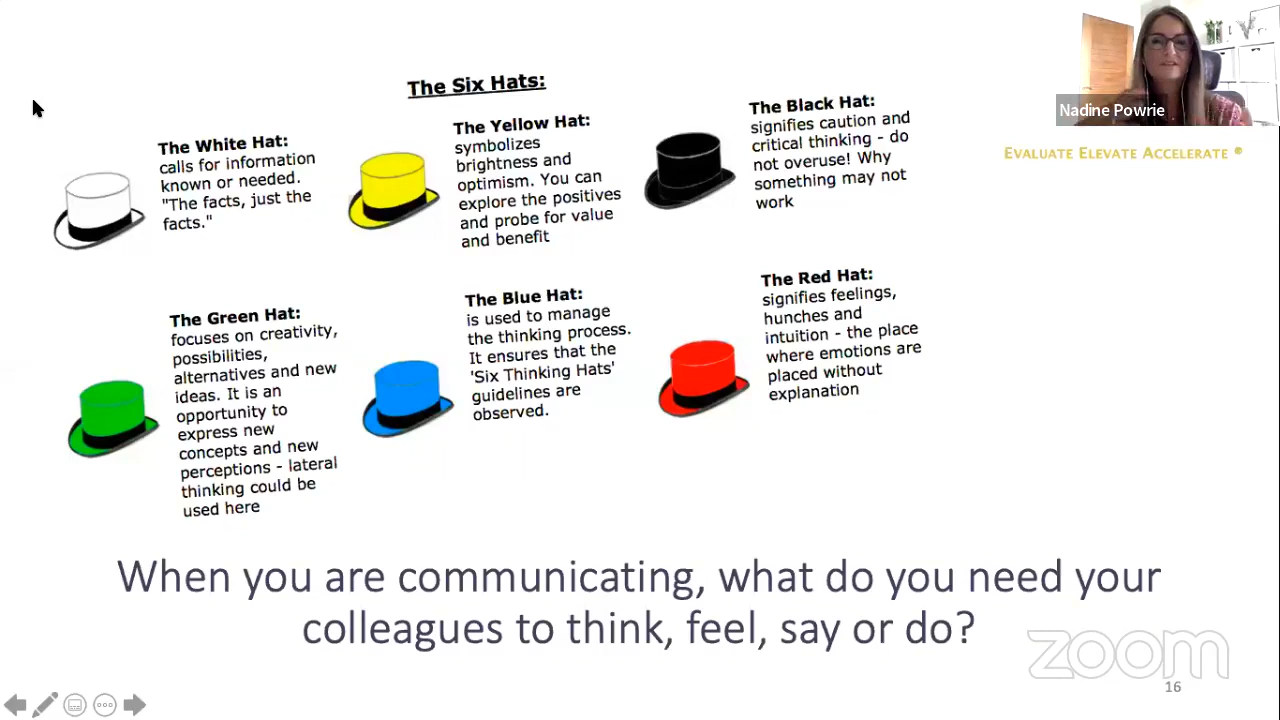 The Six Hats:
The White Hat:
calls for information
known or needed.
"The facts, just the
facts."
The Yellow Hat:
symbolizes
brightness and
optimism. You can
explore the positives
and probe for value
and benefit
The Black Hat:
signifies caution and
critical thinking - do
not overuse! Why
something may not
work
The Green Hat:
focuses on creativity,
possibilities,
alternatives and new
ideas. It is an
opportunity to
express new
concepts and new
perceptions - lateral
thinking could be
used here
The Blue Hat:
is used to manage
the thinking process.
It ensures that the
'Six Thinking Hats'
guidelines are
observed.
The Red Hat:
signifies feelings,
hunches and
intuition - the place
where emotions are
placed without
explanation
Nadine Powrie
EVALUATE ELEVATE ACCELERATE ®
When you are communicating, what do you need your
colleagues to think, feel, say or do?
zoom
16